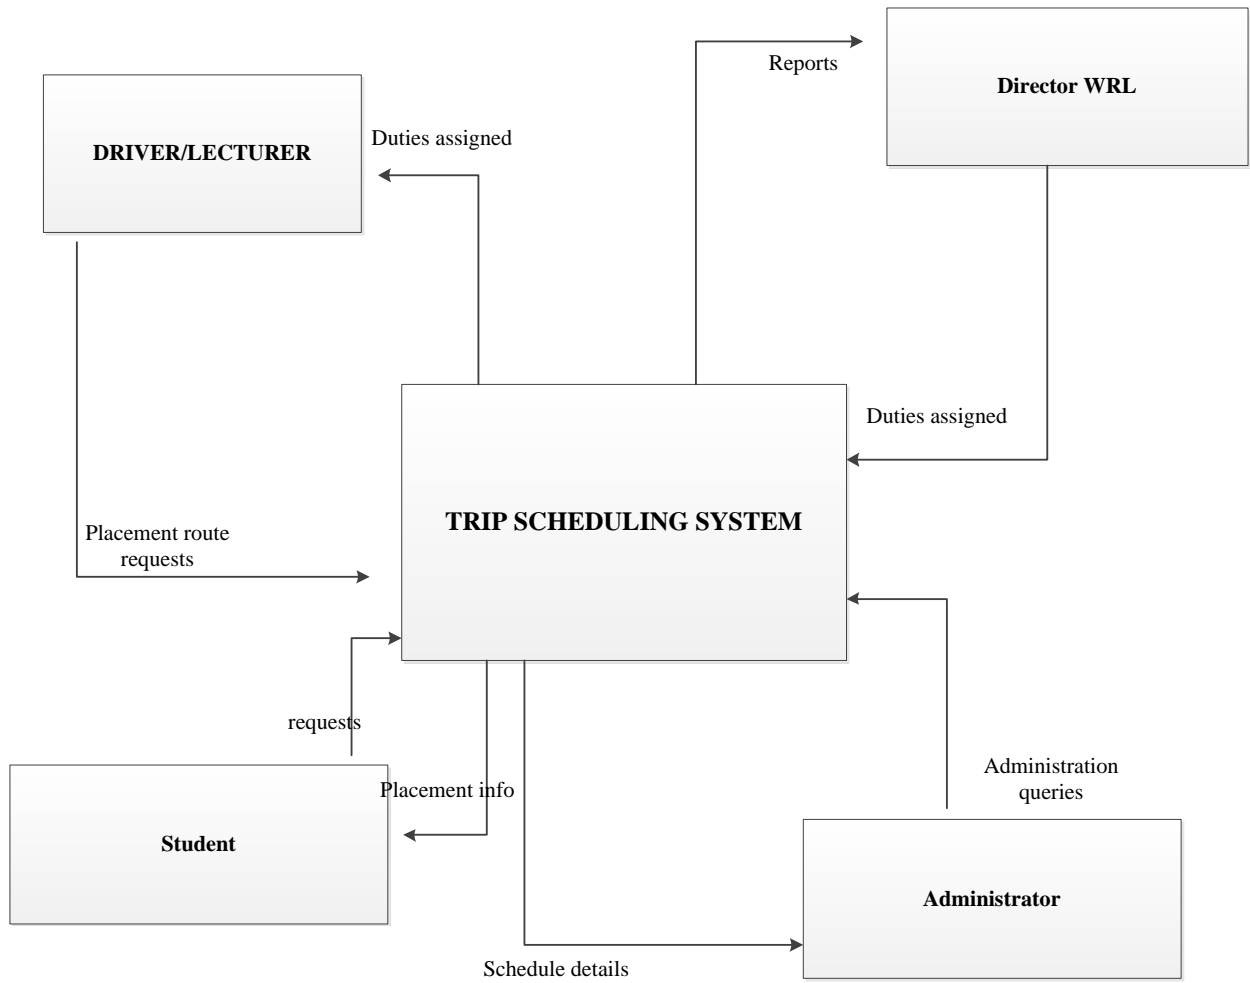 Reports
Director WRL
Duties assigned
DRIVER/LECTURER
Duties assigned
TRIP SCHEDULING SYSTEM
Placement route
requests
requests
Placement info
Administration
queries
Student
Administrator
Schedule details